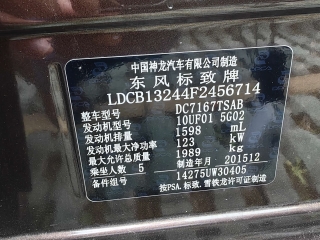 中国神龙汽车有限公司制造
东风标致牌
LDCB13244F2456714
整车型号 DC7167TSAB
发动机型号 10UF01 5G02
发动机排量 1598 mL
发动机最大净功率 123 kW
最大允许总质量 1989 kg
乘坐人数 5 制造年月 201512
备件组号 14275UW30405
按PSA.标致.雪铁龙许可证制造